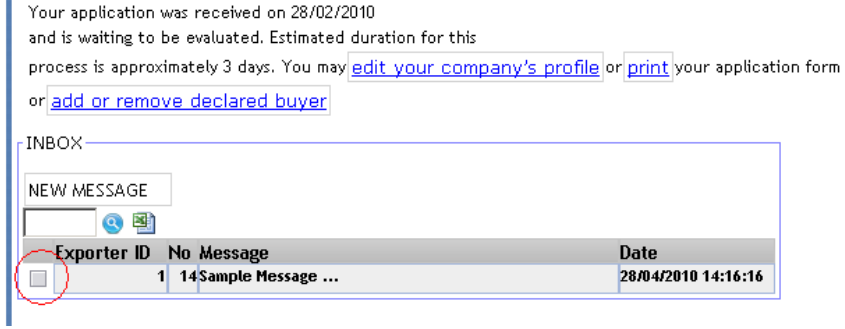 Your application was received on 28/02/2010
and is waiting to be evaluated. Estimated duration for this
process is approximately 3 days. You may edit your company's profile or print your application form
or add or remove declared buyer
INBOX
NEW MESSAGE
Exporter ID No Message Date
1 14 Sample Message ... 28/04/2010 14:16:16